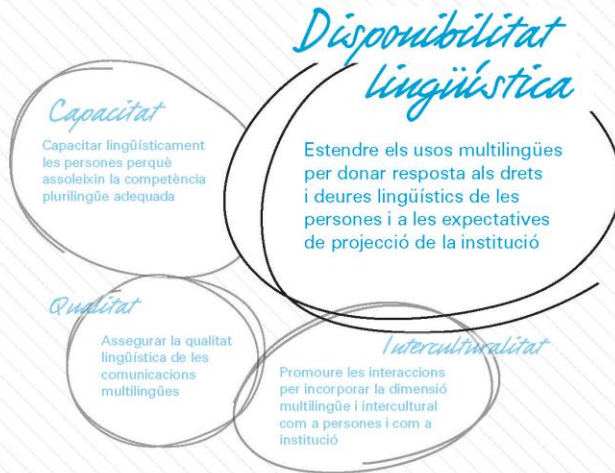 Disponibilitat
lingüística
Estendre els usos multilingües
per donar resposta als drets
i deures lingüístics de les
persones i a les expectatives
de projecció de la institució
Capacitat
Capacitar lingüísticament
les persones perquè
assoleixin la competència
plurilingüe adequada
Qualitat
Assegurar la qualitat
lingüística de les
comunicacions
multilingües
Interculturalitat
Promoure les interaccions
per incorporar la dimensió
multilingüe i intercultural
com a persones i com a
institució